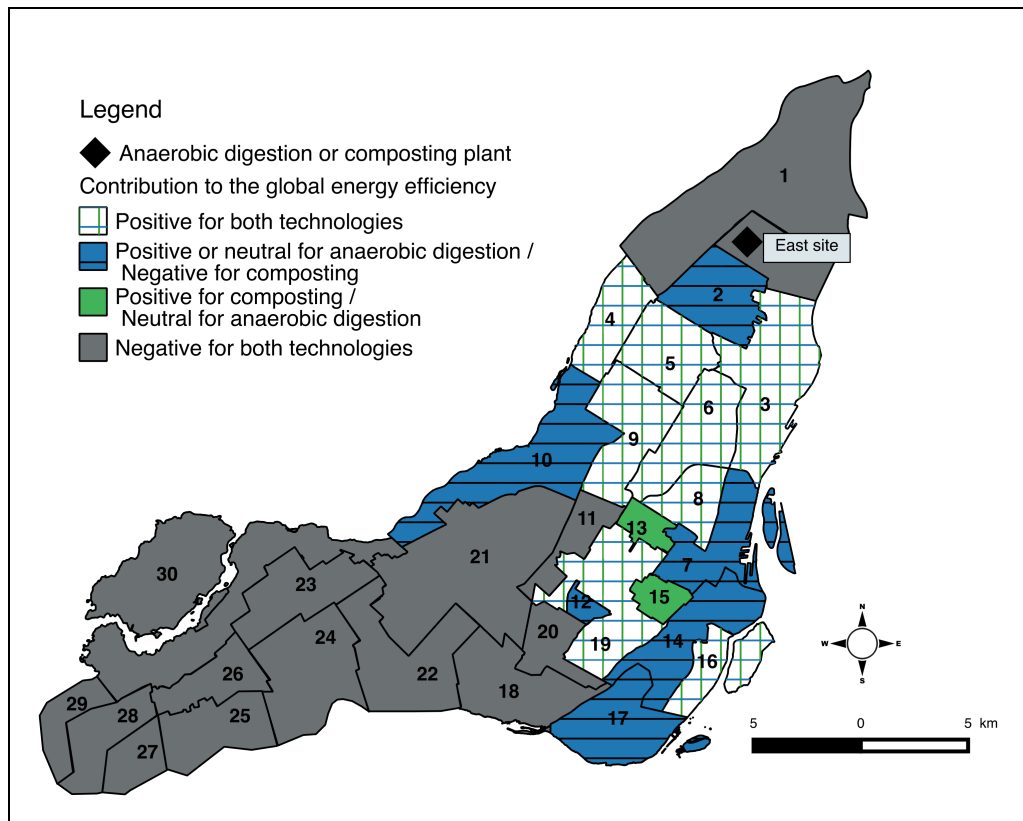 Legend
Anaerobic digestion or composting plant
Contribution to the global energy efficiency
Positive for both technologies
Positive or neutral for anaerobic digestion /
Negative for composting
Positive for composting /
Neutral for anaerobic digestion
Negative for both technologies
1
East site
2
4
5
3
6
9
10
8
11
13
21
7
30
23
12
15
20
24
19
14
16
26
22
18
29
28
25
17
27
N
W
E
S
5
0
5 km